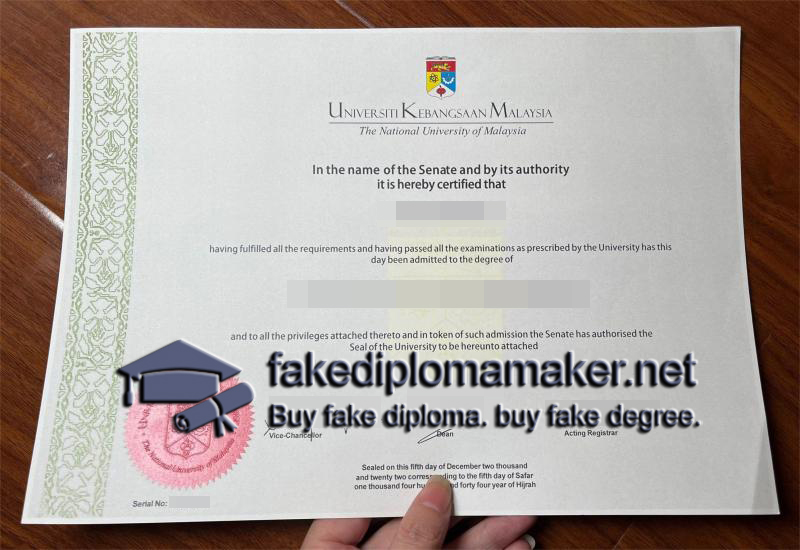 UNIVERSITI KEBANGSAAN MALAYSIA
The National University of Malaysia
In the name of the Senate and by its authority
it is hereby certified that
having fulfilled all the requirements and having passed all the examinations as prescribed by the University has this
day been admitted to the degree of
and to all the privileges attached thereto and in token of such admission the Senate has authorised the
Seal of the University to be hereunto attached
fakediplomamaker.net
Buy fake diploma. buy fake degree.
Vice-Chancellor
Dean
Acting Registrar
The National University of Malaysia
Sealed on this fifth day of December two thousand
and twenty two to the fifth day of Safar
one thousand four and forty four year of Hijrah
Serial No: